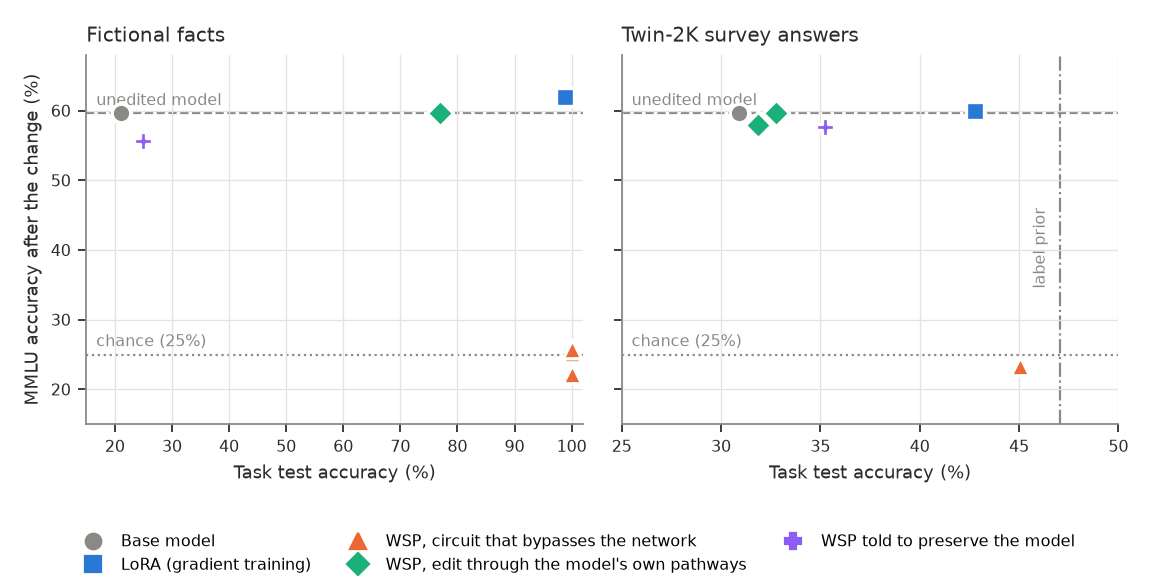 Fictional facts
Twin-2K survey answers
MMLU accuracy after the change (%)
60
50
40
30
20
unedited model
chance (25%)
20 30 40 50 60 70 80 90 100
Task test accuracy (%)
unedited model
chance (25%)
label prior
25 30 35 40 45 50
Task test accuracy (%)
Base model
LoRA (gradient training)
WSP, circuit that bypasses the network
WSP, edit through the model's own pathways
WSP told to preserve the model